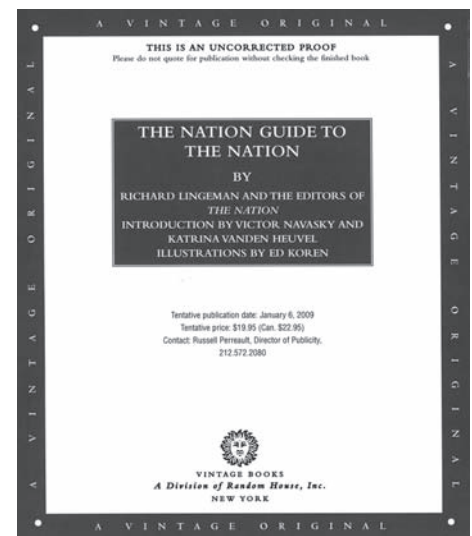 A VINTAGE ORIGINAL
THIS IS AN UNCORRECTED PROOF
Please do not quote for publication without checking the finished book
THE NATION GUIDE TO
THE NATION
BY
RICHARD LINGEMAN AND THE EDITORS OF
THE NATION
INTRODUCTION BY VICTOR NAVASKY AND
KATRINA VANDEN HEUVEL
ILLUSTRATIONS BY ED KOREN
Tentative publication date: January 6, 2009
Tentative price: $19.95 (Can. $22.95)
Contact: Russell Perreault, Director of Publicity,
212.572.2080
VINTAGE BOOKS
A Division of Random House, Inc.
NEW YORK
A VINTAGE ORIGINAL
A VINTAGE ORIGINAL
A VINTAGE ORIGINAL